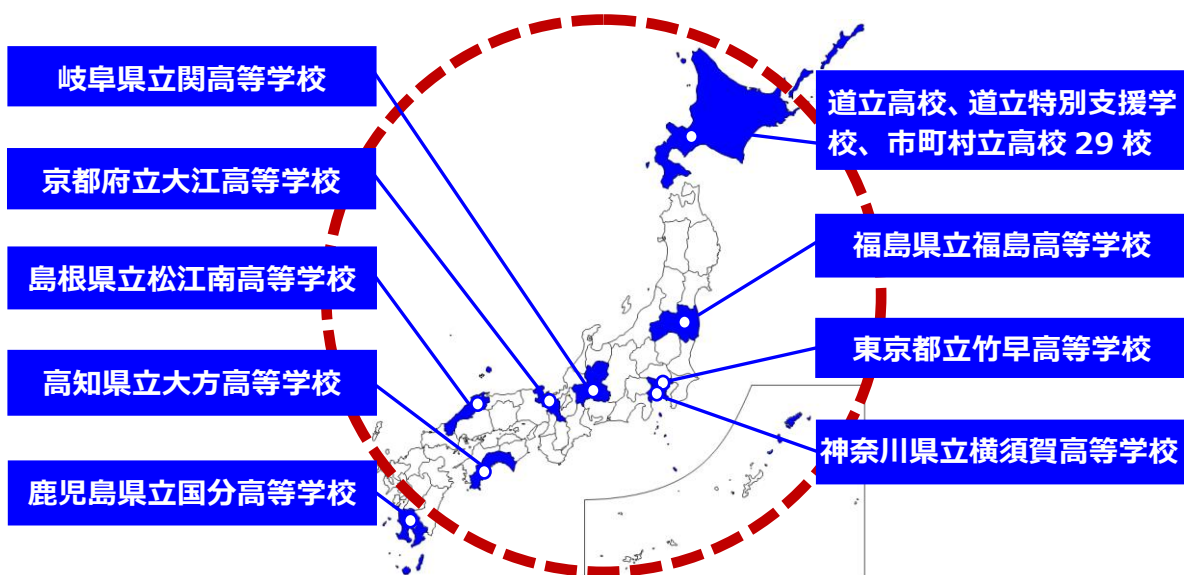 岐阜県立関高等学校
京都府立大江高等学校
島根県立松江南高等学校
高知県立大方高等学校
鹿児島県立国分高等学校
道立高校、道立特別支援学
校、市町村立高校 29 校
福島県立福島高等学校
東京都立竹早高等学校
神奈川県立横須賀高等学校